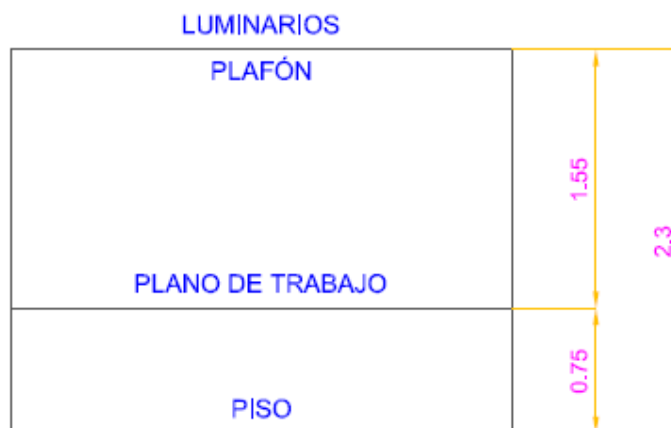 LUMINARIOS
PLAFÓN
1.55
2.3
PLANO DE TRABAJO
0.75
PISO